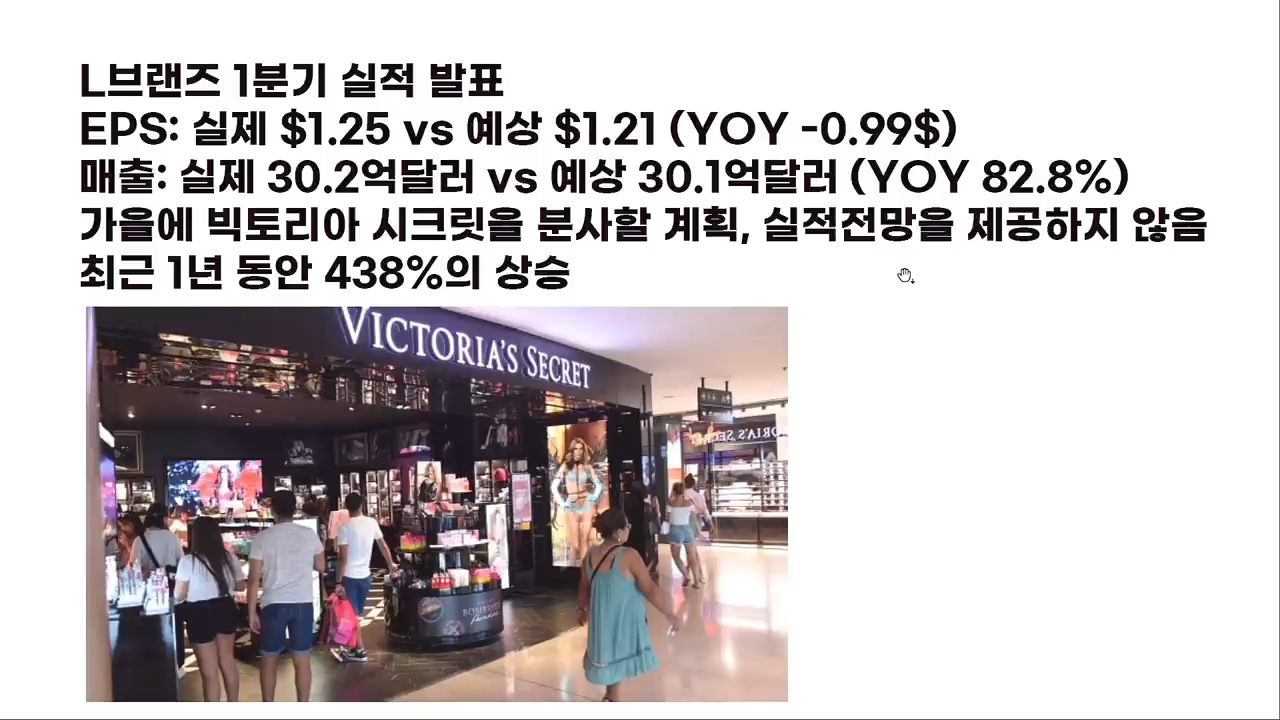 L브랜즈 1분기 실적 발표
EPS: 실제 $1.25 vs 예상 $1.21 (YOY -0.99$)
매출: 실제 30.2억달러 vs 예상 30.1억달러 (YOY 82.8%)
가을에 빅토리아 시크릿을 분사할 계획, 실적전망을 제공하지 않음
최근 1년 동안 438%의 상승
VICTORIA'S SECRET
BOMBSHELL